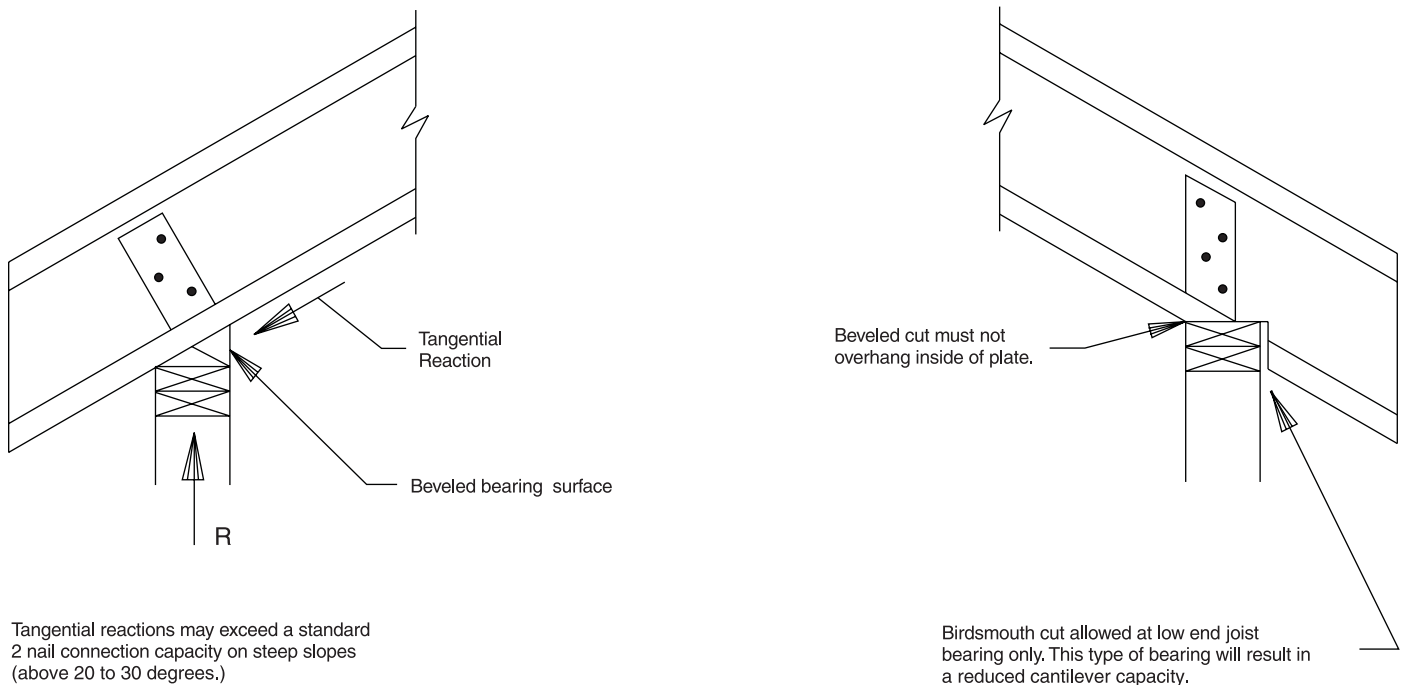 Tangential
Reaction
Beveled bearing surface
R
Tangential reactions may exceed a standard
2 nail connection capacity on steep slopes
(above 20 to 30 degrees.)
Beveled cut must not
overhang inside of plate.
Birdsmouth cut allowed at low end joist
bearing only. This type of bearing will result in
a reduced cantilever capacity.